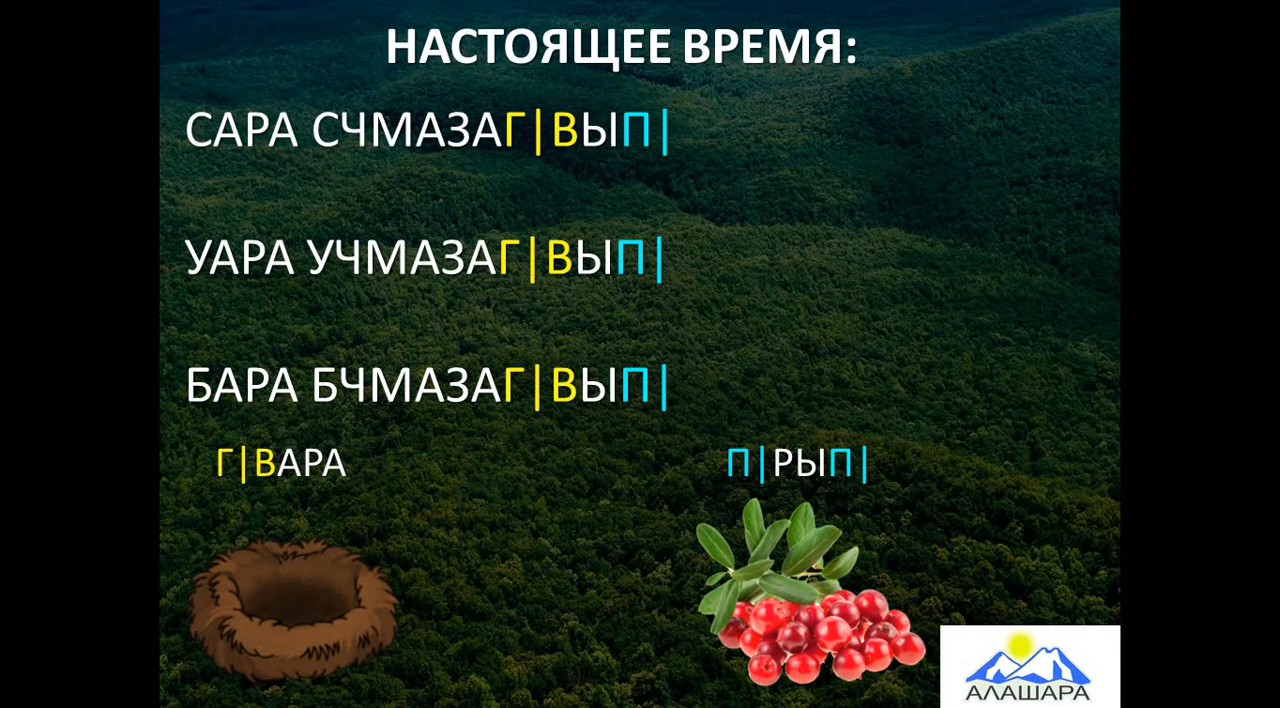 НАСТОЯЩЕЕ ВРЕМЯ:
САРА СЧМАЗАГ|ВЫП|
УАРА УЧМАЗАГ|ВЫП|
БАРА БЧМАЗАГ|ВЫП|
Г|ВАРА П|РЫП|
АЛАШАРА